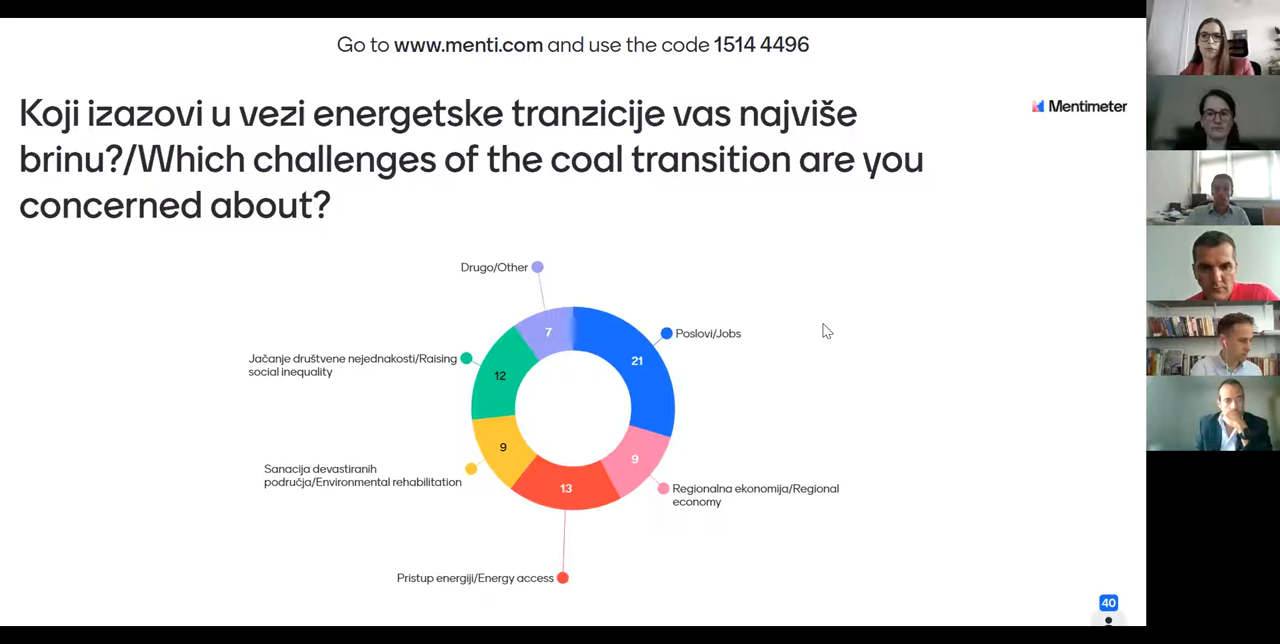 Go to www.menti.com and use the code 1514 4496
Koji izazovi u vezi energetske tranzicije vas najviše
brinu?/Which challenges of the coal transition are you
concerned about?
Mentimeter
Drugo/Other
7
Poslovi/Jobs
21
Jačanje društvene nejednakosti/Raising
social inequality
12
Sanacija devastiranih
područja/Environmental rehabilitation
9
9
Regionalna ekonomija/Regional
economy
13
Pristup energiji/Energy access
40